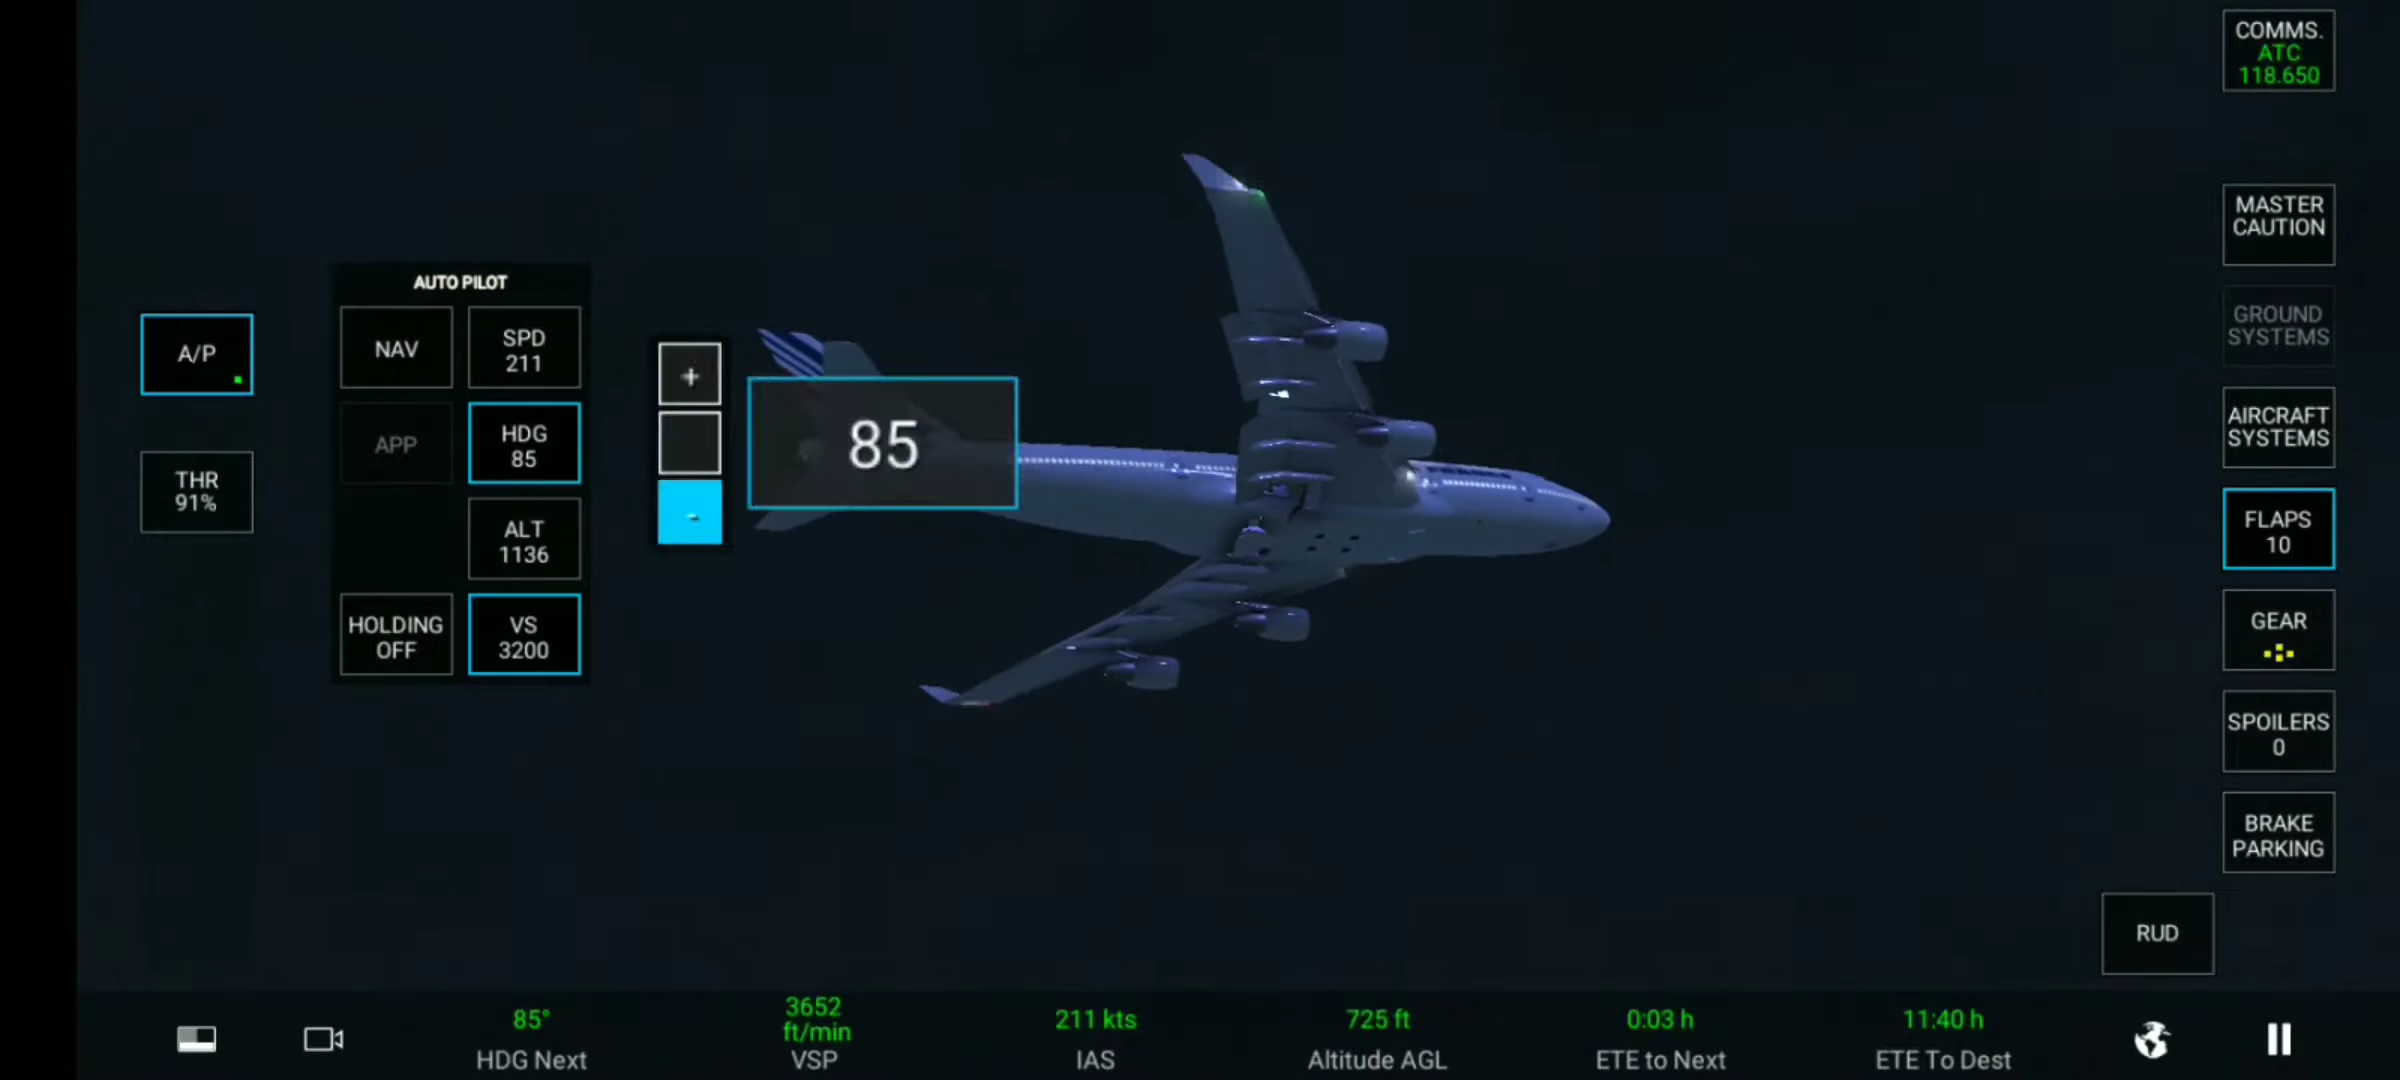 COMMS.
ATC
118.650
MASTER
CAUTION
GROUND
SYSTEMS
AIRCRAFT
SYSTEMS
FLAPS
10
GEAR
SPOILERS
0
BRAKE
PARKING
RUD
A/P
THR
91%
AUTO PILOT
NAV
SPD
211
APP
HDG
85
ALT
1136
HOLDING
OFF
VS
3200
+
-
85
85°
HDG Next
3652
ft/min
VSP
211 kts
IAS
725 ft
Altitude AGL
0:03 h
ETE to Next
11:40 h
ETE To Dest